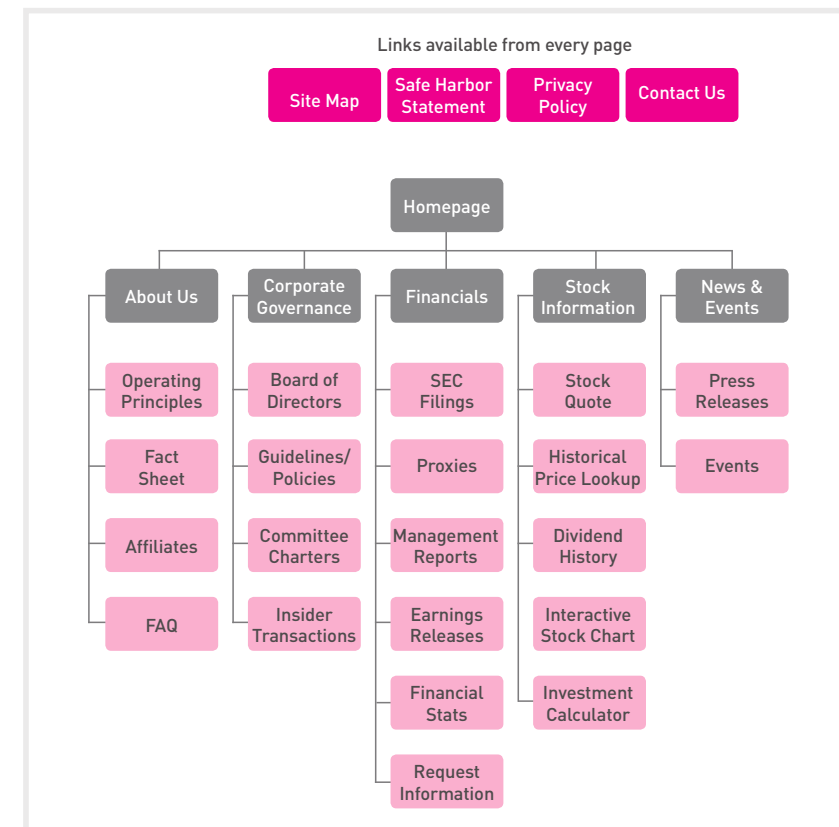 Links available from every page
Site Map
Safe Harbor
Statement
Privacy
Policy
Contact Us
Homepage
About Us
Corporate
Governance
Financials
Stock
Information
News &
Events
Operating
Principles
Fact
Sheet
Affiliates
FAQ
Board of
Directors
Guidelines/
Policies
Committee
Charters
Insider
Transactions
SEC
Filings
Proxies
Management
Reports
Earnings
Releases
Financial
Stats
Request
Information
Stock
Quote
Historical
Price Lookup
Dividend
History
Interactive
Stock Chart
Investment
Calculator
Press
Releases
Events